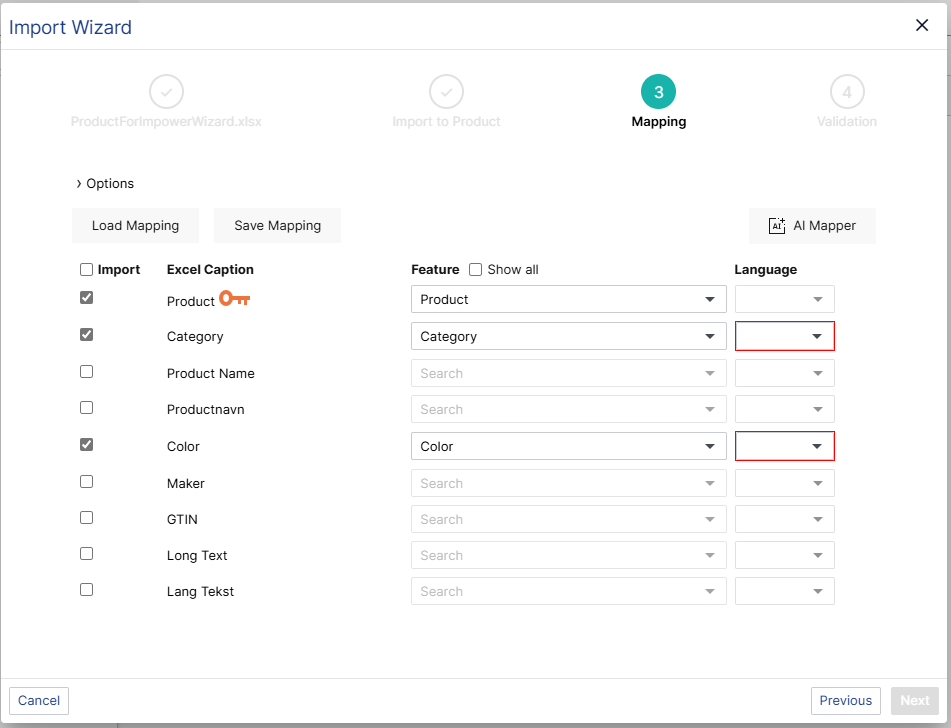 Import Wizard
3
4
ProductForImpowerWizard.xlsx
Import to Product
Mapping
Validation
Options
Load Mapping
Save Mapping
AI
AI Mapper
Import
Excel Caption
Feature
Show all
Language
Product
Product
Category
Category
Product Name
Search
Productnavn
Search
Color
Color
Maker
Search
GTIN
Search
Long Text
Search
Lang Tekst
Search
Cancel
Previous
Next